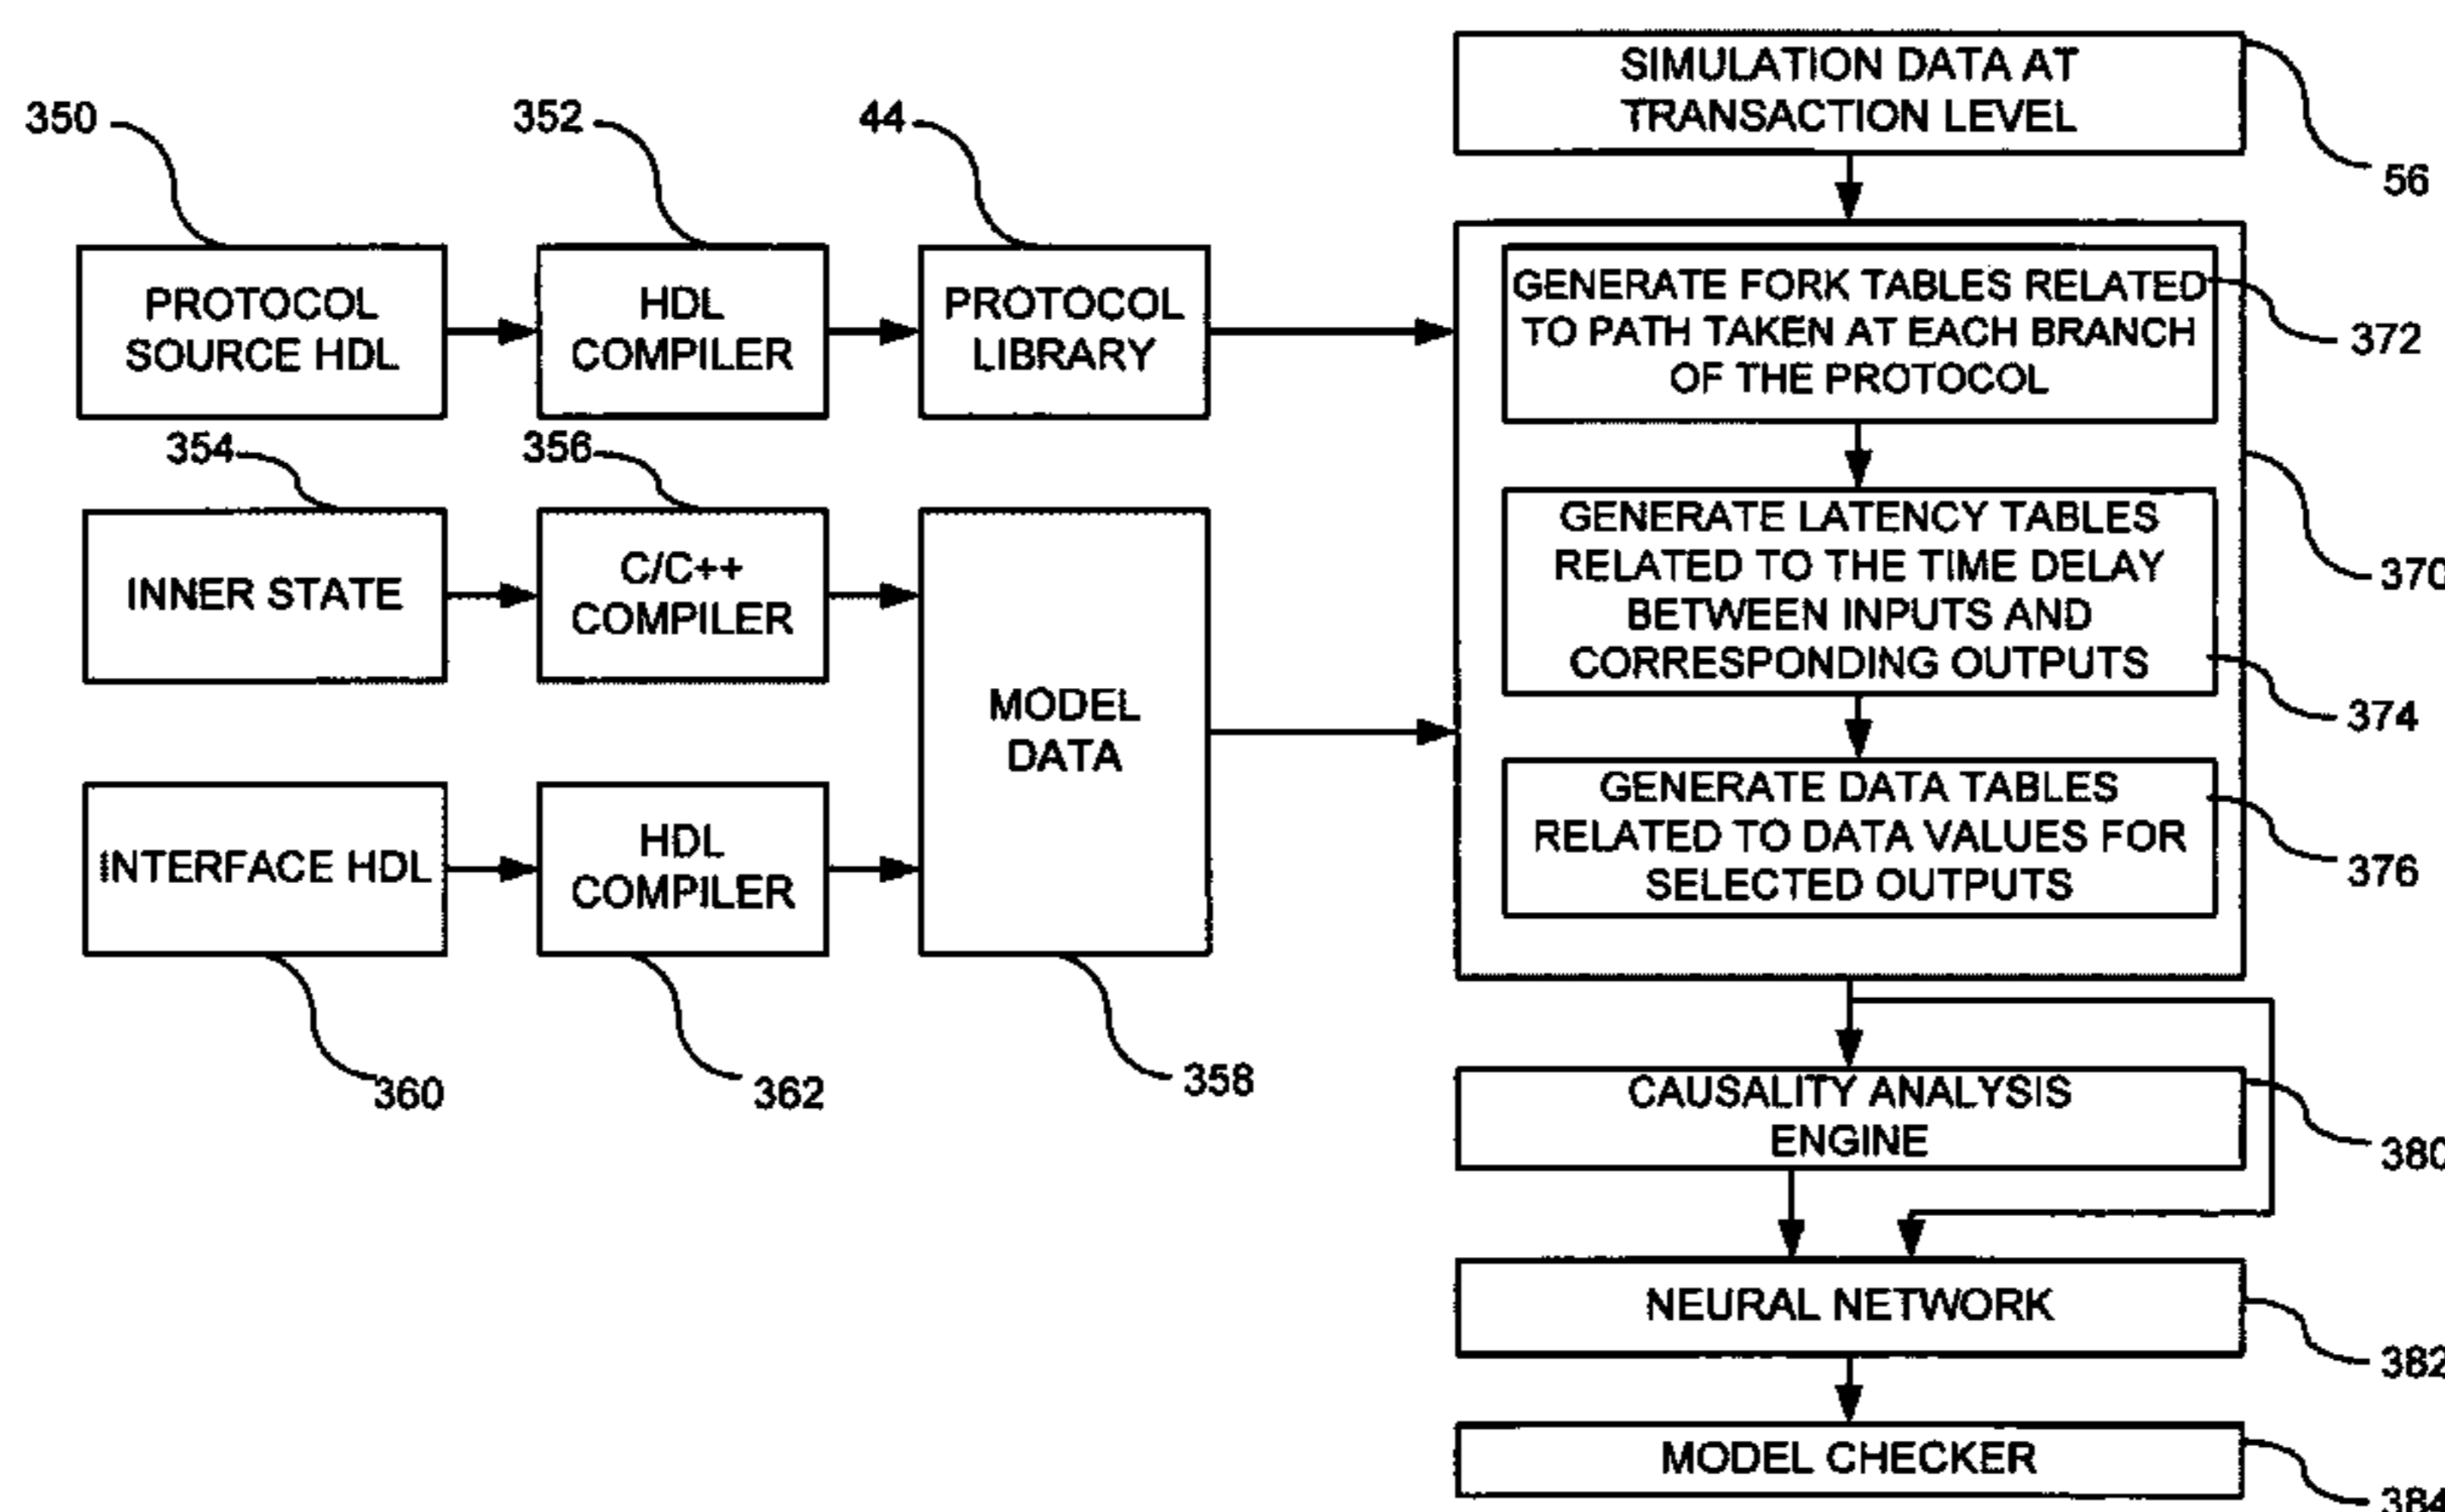 SIMULATION DATA AT
TRANSACTION LEVEL
56
350
352
44
PROTOCOL
SOURCE HDL
HDL
COMPILER
PROTOCOL
LIBRARY
GENERATE FORK TABLES RELATED
TO PATH TAKEN AT EACH BRANCH
OF THE PROTOCOL
372
354
356
INNER STATE
C/C++
COMPILER
MODEL
DATA
GENERATE LATENCY TABLES
RELATED TO THE TIME DELAY
BETWEEN INPUTS AND
CORRESPONDING OUTPUTS
370
374
INTERFACE HDL
HDL
COMPILER
GENERATE DATA TABLES
RELATED TO DATA VALUES FOR
SELECTED OUTPUTS
376
360
362
358
CAUSALITY ANALYSIS
ENGINE
380
NEURAL NETWORK
382
MODEL CHECKER
384